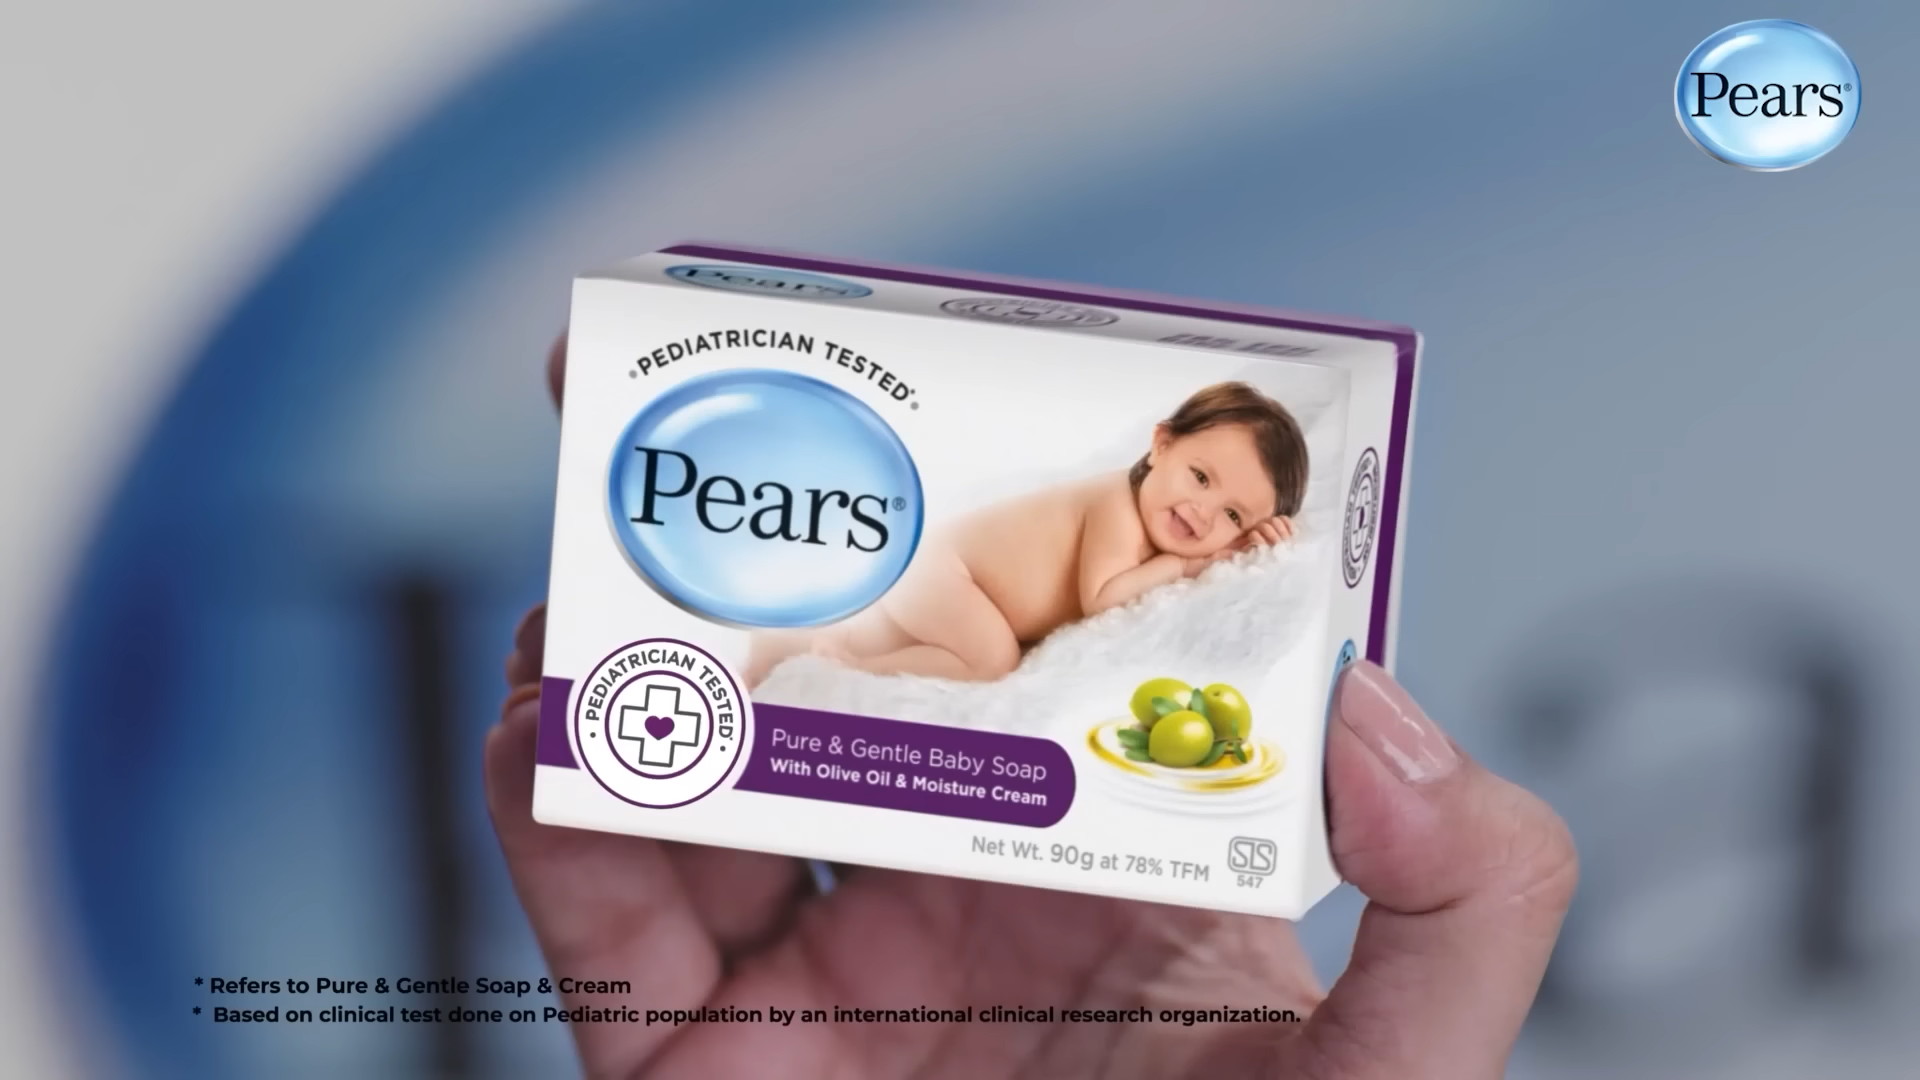 Pears®
Pears
PEDIATRICIAN TESTED*
Pears®
PEDIATRICIAN TESTED*
Pure & Gentle Baby Soap
With Olive Oil & Moisture Cream
Net Wt. 90g at 78% TFM
SLS
547
* Refers to Pure & Gentle Soap & Cream
* Based on clinical test done on Pediatric population by an international clinical research organization.